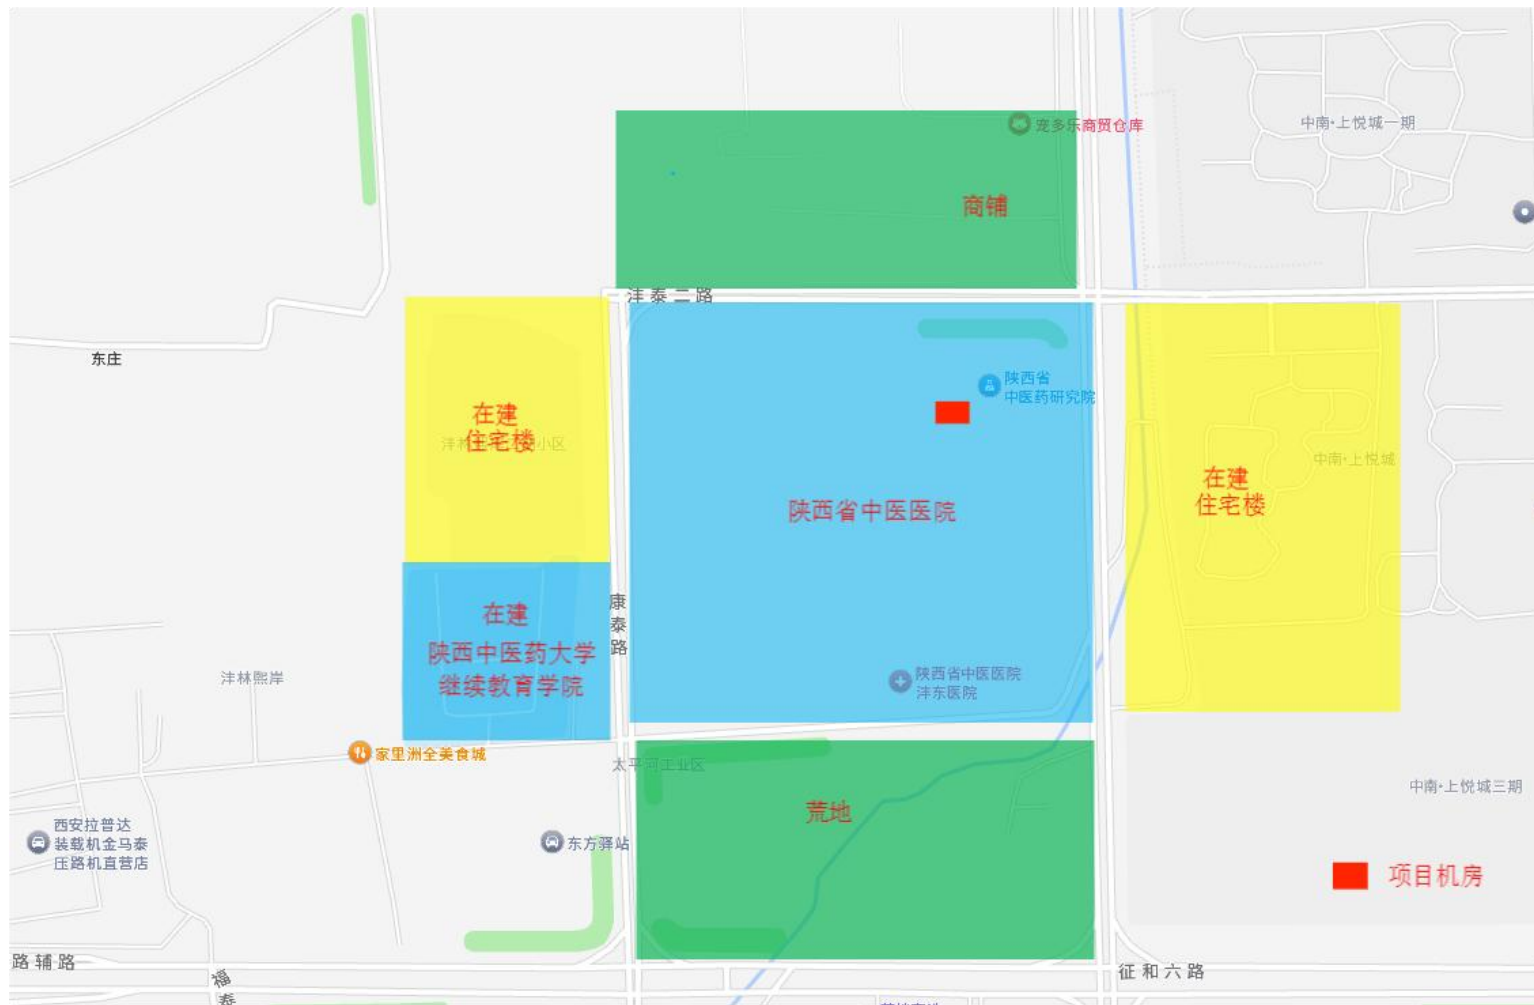 宠多乐商贸仓库
中南·上悦城一期
商铺
沣泰二路
东庄
陕西省
中医药研究院
在建
住宅楼
中南·上悦城
在建
住宅楼
陕西省中医医院
在建
陕西中医药大学
继续教育学院
康泰路
沣林熙岸
陕西省中医医院
沣东医院
家里洲全美食城
太平河工业区
中南·上悦城三期
荒地
西安拉普达
装载机金马泰
压路机直营店
东方驿站
项目机房
路辅路
福泰
征和六路